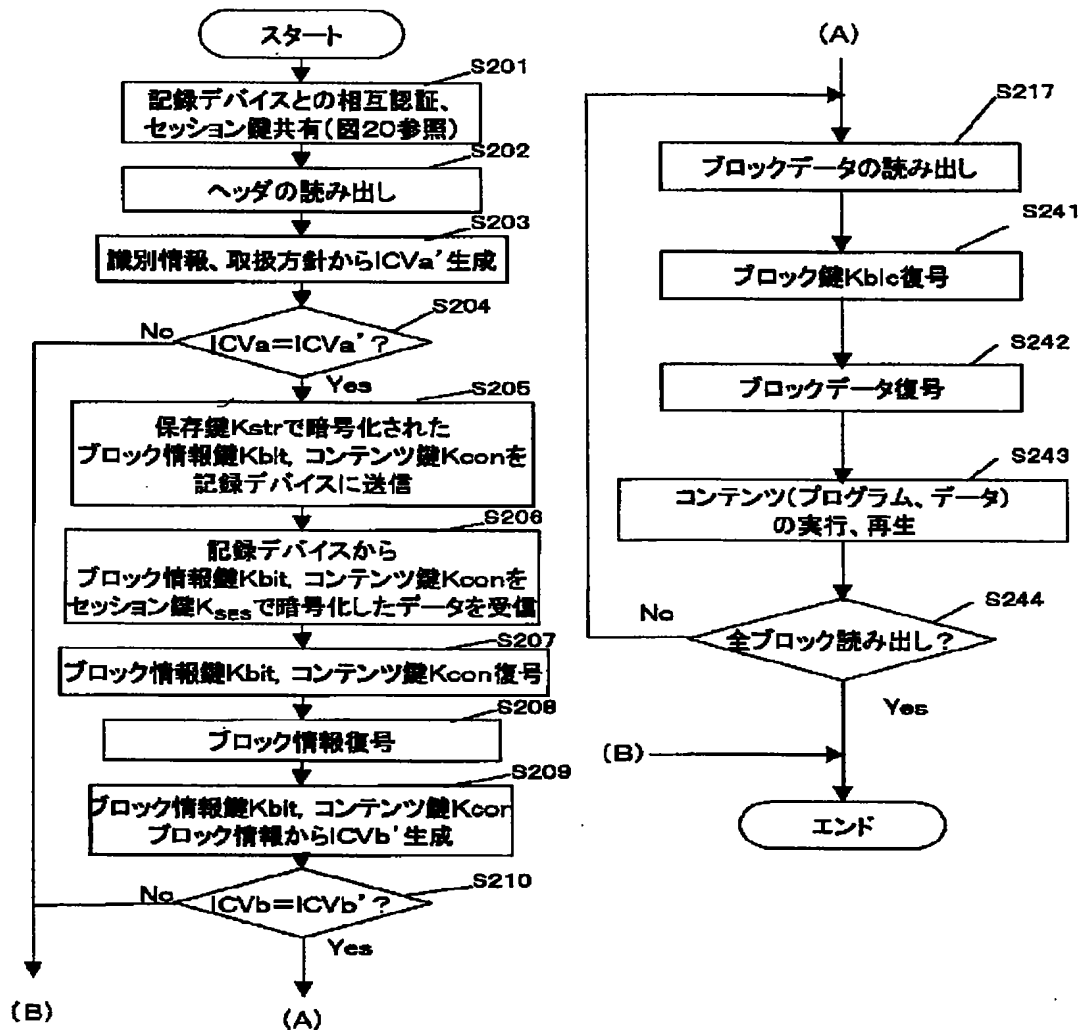 スタート
S201
記録デバイスとの相互認証、
セッション鍵共有(図20参照)
S202
ヘッダの読み出し
S203
識別情報、取扱方針からICVa'生成
S204
ICVa=ICVa'?
No
Yes
S205
保存鍵Kstrで暗号化された
ブロック情報鍵Kbit, コンテンツ鍵Kconを
記録デバイスに送信
S206
記録デバイスから
ブロック情報鍵Kbit, コンテンツ鍵Kconを
セッション鍵KSESで暗号化したデータを受信
S207
ブロック情報鍵Kbit, コンテンツ鍵Kcon復号
S208
ブロック情報復号
S209
ブロック情報鍵Kbit, コンテンツ鍵Kcon
ブロック情報からICVb'生成
S210
ICVb=ICVb'?
No
Yes
(B)
(A)
(A)
S217
ブロックデータの読み出し
S241
ブロック鍵Kblc復号
S242
ブロックデータ復号
S243
コンテンツ(プログラム、データ)
の実行、再生
S244
全ブロック読み出し?
No
Yes
(B)
エンド